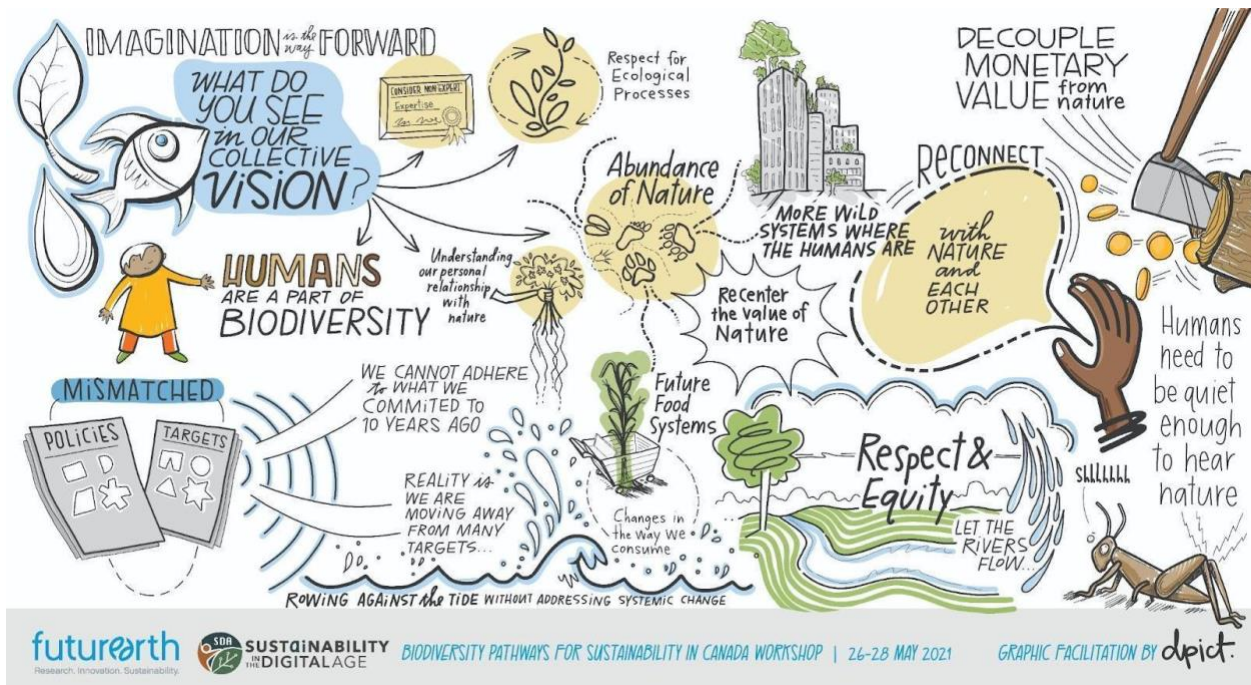 IMAGINATION is the way FORWARD
WHAT DO
YOU SEE
in OUR
COLLECTIVE
VISION?
CONSIDER NON EXPERT
Expertise
Respect for
Ecological
Processes
Abundance
of Nature
MORE WILD
SYSTEMS WHERE
THE HUMANS ARE
DECOUPLE
MONETARY
VALUE from
nature
RECONNECT
with
NATURE
and
EACH
OTHER
HUMANS
ARE A PART OF
BIODIVERSITY
Understanding
our personal
relationship
with
nature
Recenter
the value of
Nature
Humans
need to
be quiet
enough
to hear
nature
Shhhhhh
MISMATCHED
POLICIES
TARGETS
WE CANNOT ADHERE
to WHAT WE
COMMITED TO
10 YEARS AGO
REALITY is
WE ARE
MOVING AWAY
FROM MANY
TARGETS...
Future
Food
Systems
Changes in
the way we
consume
Respect &
Equity
LET THE
RIVERS
FLOW...
ROWING AGAINST the TIDE WITHOUT ADDRESSING SYSTEMIC CHANGE
futurearth
Research. Innovation. Sustainability.
SDA
SUSTaiNABILITY
IN THE DIGITALAGE
BIODIVERSITY PATHWAYS FOR SUSTAINABILITY IN CANADA WORKSHOP | 26-28 MAY 2021
GRAPHIC FACILITATION BY dpict.